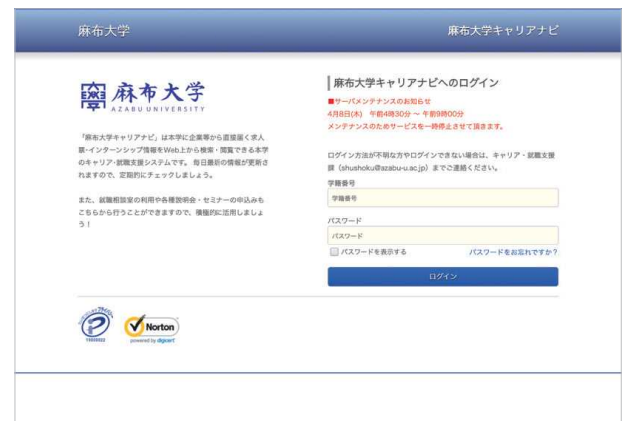 麻布大学
麻布大学キャリアナビ
麻布大学
AZABU UNIVERSITY
「麻布大学キャリアナビ」は本学に企業等から直接届く求人
票・インターンシップ情報をWeb上から検索・閲覧できる本学
のキャリア・就職支援システムです。 毎日最新の情報が更新さ
れますので、定期的にチェックしましょう。
また、就職相談室の利用や各種説明会・セミナーの申込みも
こちらから行うことができますので、積極的に活用しましょ
う！
麻布大学キャリアナビへのログイン
■サーバメンテナンスのお知らせ
4月8日(木) 午前4時30分 ～ 午前9時00分
メンテナンスのためサービスを一時停止させて頂きます。
ログイン方法が不明な方やログインできない場合は、キャリア・就職支援
課（shushoku@azabu-u.ac.jp）までご連絡ください。
学籍番号
学籍番号
パスワード
パスワード
パスワードを表示する
パスワードをお忘れですか？
ログイン
Norton
powered by digicert